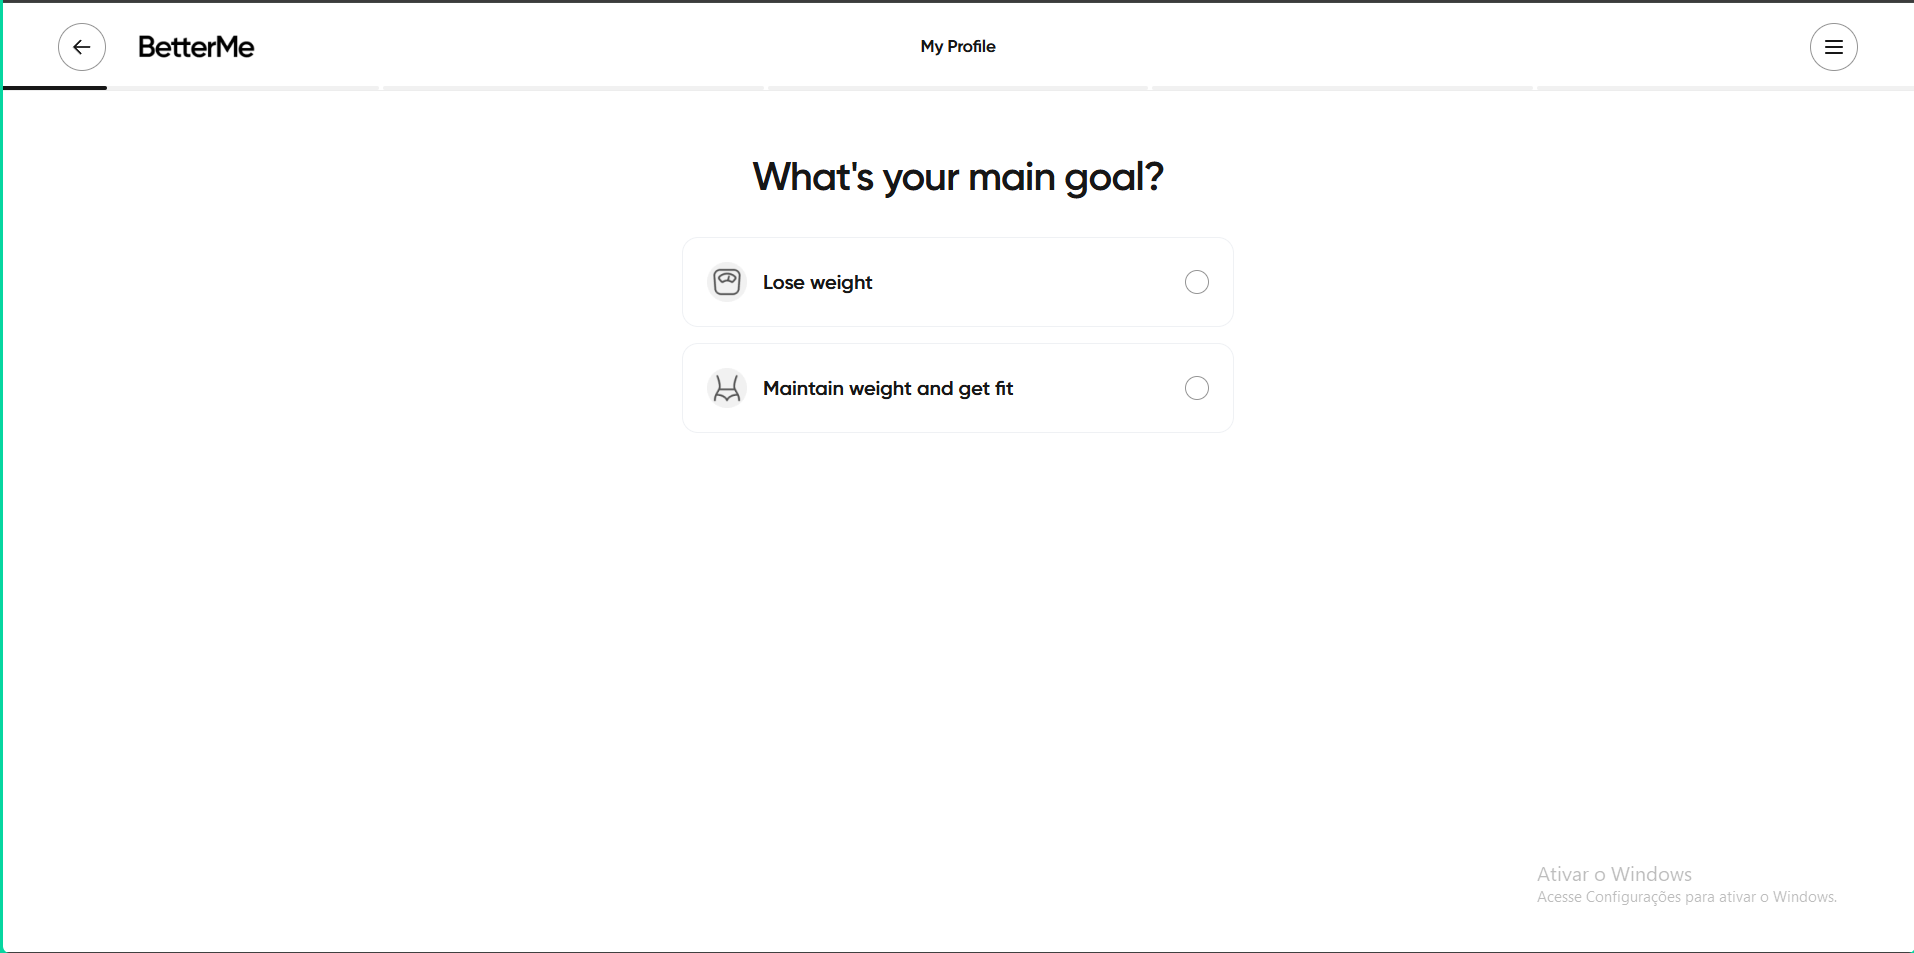 BetterMe
My Profile
What's your main goal?
Lose weight
Maintain weight and get fit
Ativar o Windows
Acesse Configurações para ativar o Windows.